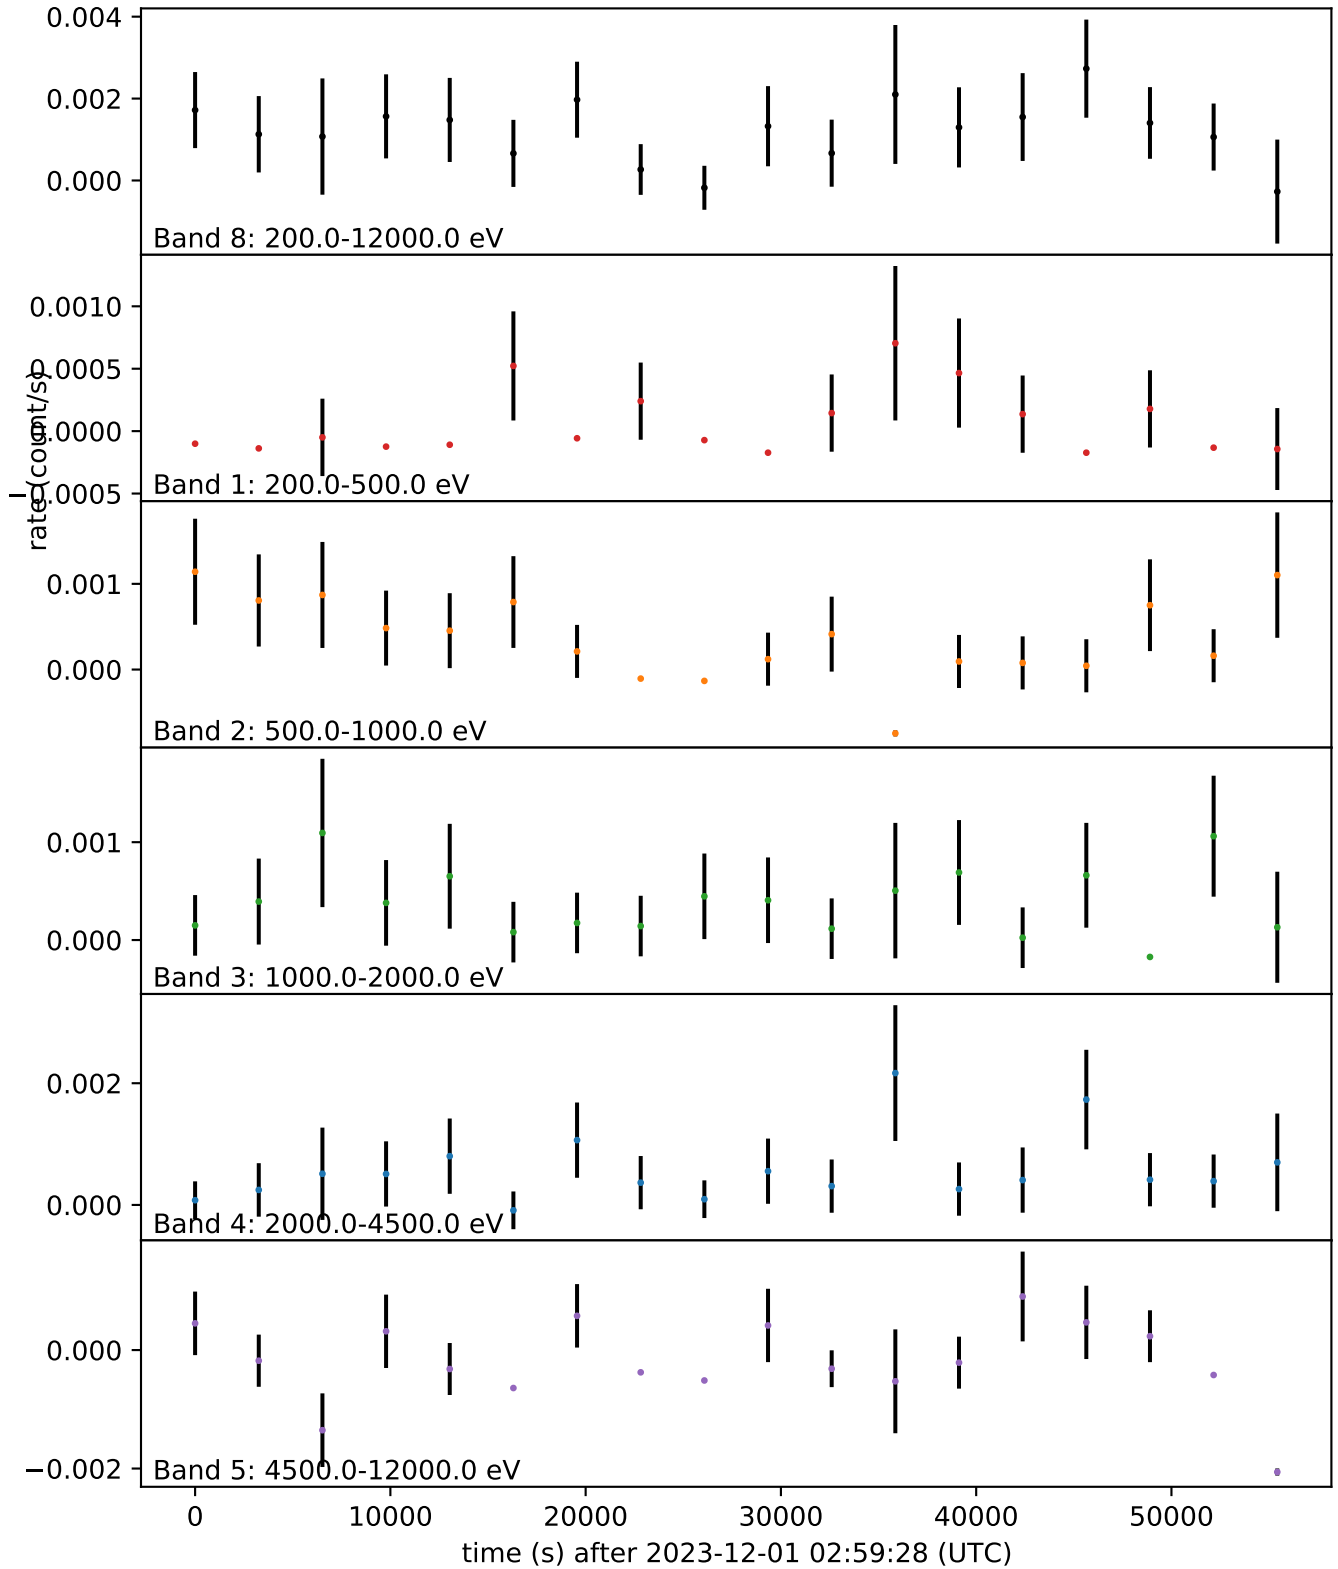 0.004
0.002
0.000
Band 8: 200.0-12000.0 eV
0.0010
0.0005
0.0000
−0.0005
rate (count/s)
Band 1: 200.0-500.0 eV
0.001
0.000
Band 2: 500.0-1000.0 eV
0.001
0.000
Band 3: 1000.0-2000.0 eV
0.002
0.000
Band 4: 2000.0-4500.0 eV
0.000
−0.002
Band 5: 4500.0-12000.0 eV
0 10000 20000 30000 40000 50000
time (s) after 2023-12-01 02:59:28 (UTC)